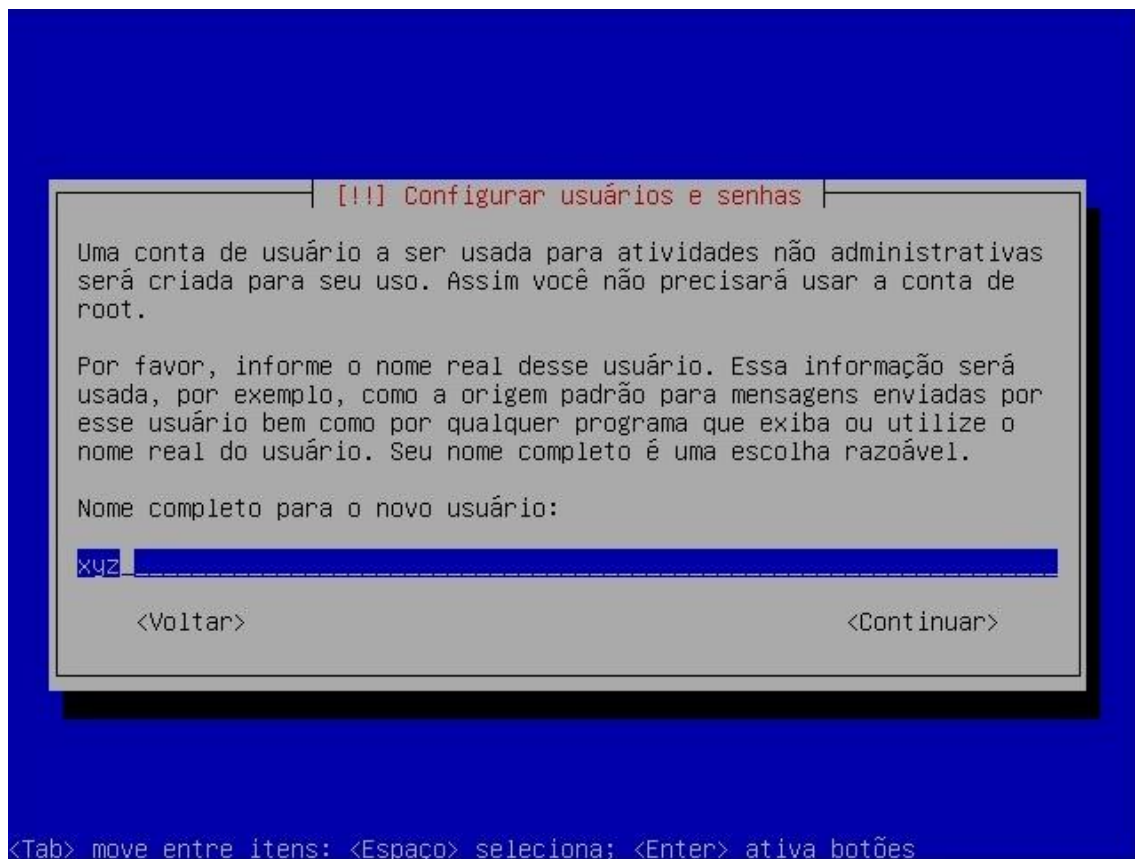 [!!] Configurar usuários e senhas
Uma conta de usuário a ser usada para atividades não administrativas
será criada para seu uso. Assim você não precisará usar a conta de
root.
Por favor, informe o nome real desse usuário. Essa informação será
usada, por exemplo, como a origem padrão para mensagens enviadas por
esse usuário bem como por qualquer programa que exiba ou utilize o
nome real do usuário. Seu nome completo é uma escolha razoável.
Nome completo para o novo usuário:
xyz
<Voltar> <Continuar>
<Tab> move entre itens; <Espaço> seleciona; <Enter> ativa botões